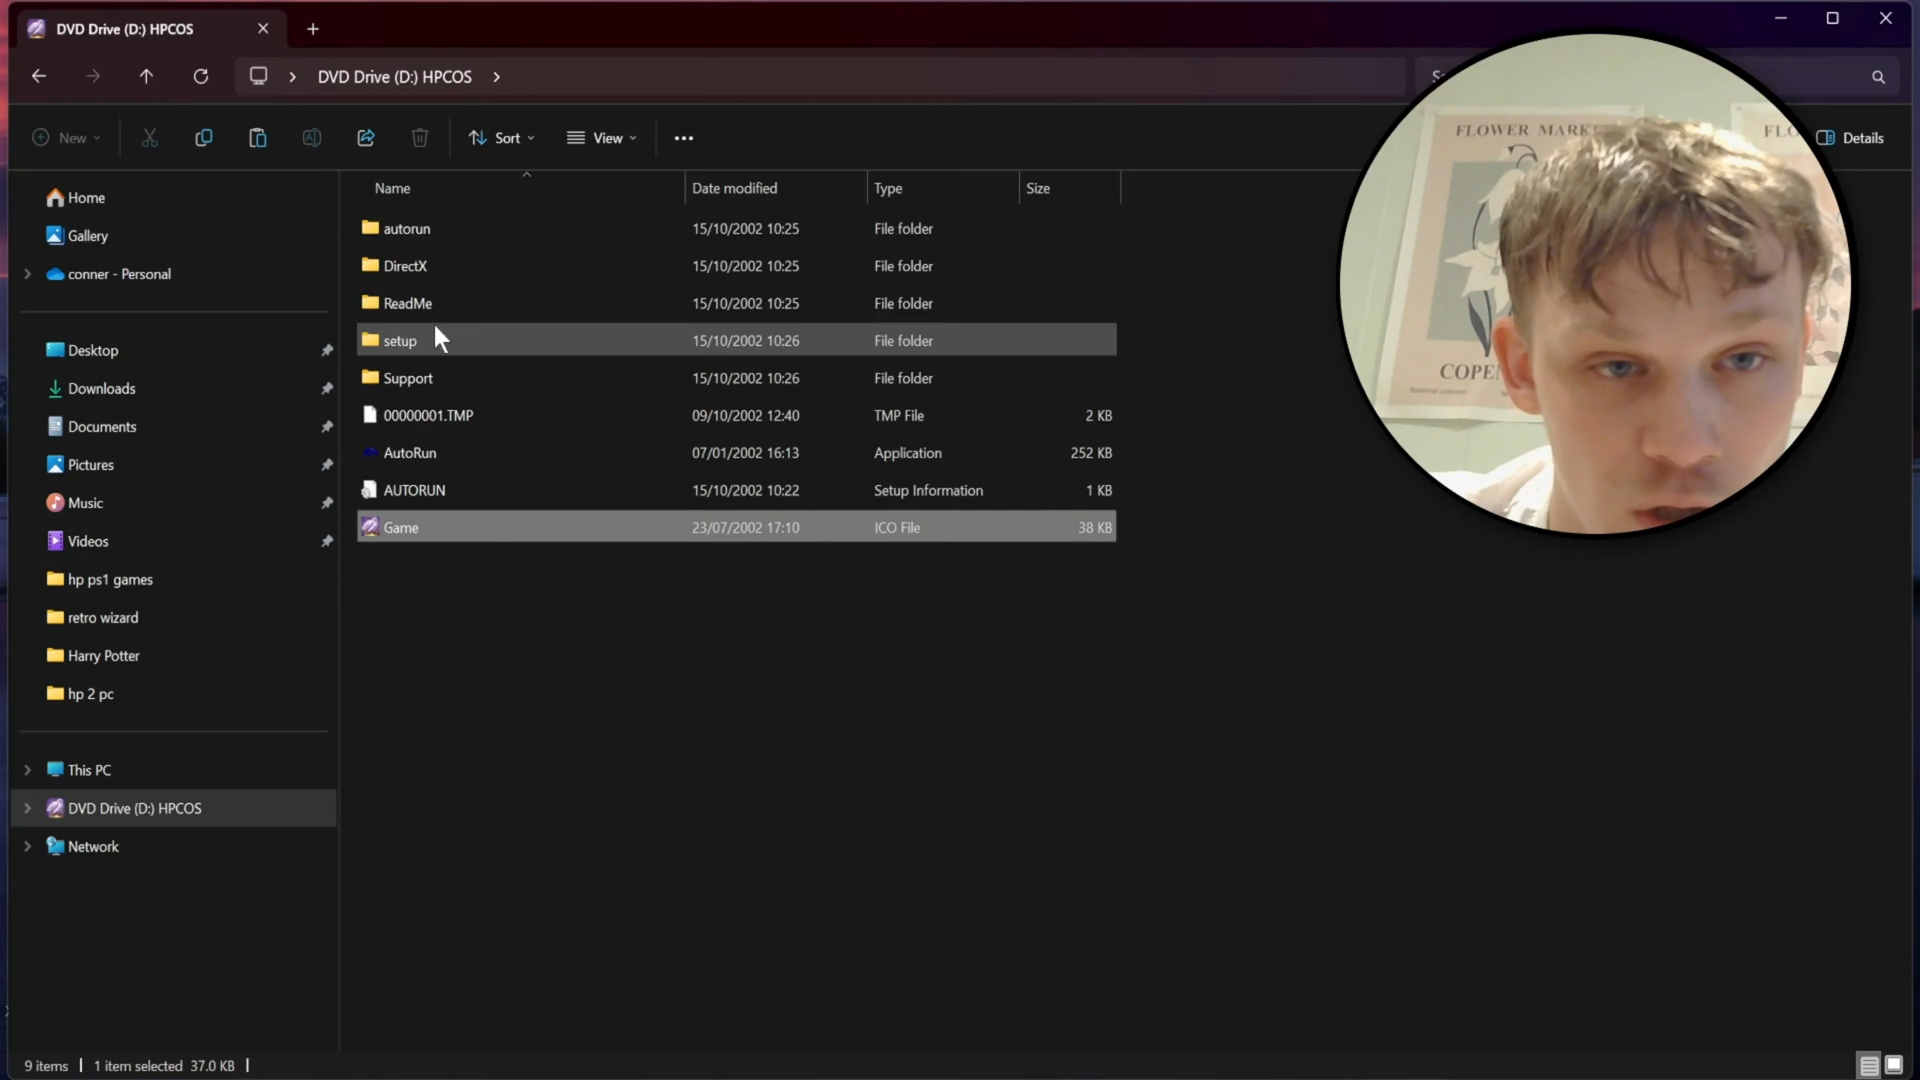 DVD Drive (D:) HPCOS
DVD Drive (D:) HPCOS
New
Sort
View
Details
Home
Gallery
conner - Personal
Desktop
Downloads
Documents
Pictures
Music
Videos
hp ps1 games
retro wizard
Harry Potter
hp 2 pc
This PC
DVD Drive (D:) HPCOS
Network
Name Date modified Type Size
autorun 15/10/2002 10:25 File folder
DirectX 15/10/2002 10:25 File folder
ReadMe 15/10/2002 10:25 File folder
setup 15/10/2002 10:26 File folder
Support 15/10/2002 10:26 File folder
00000001.TMP 09/10/2002 12:40 TMP File 2 KB
AutoRun 07/01/2002 16:13 Application 252 KB
AUTORUN 15/10/2002 10:22 Setup Information 1 KB
Game 23/07/2002 17:10 ICO File 38 KB
FLOWER MARK
FLO
COPE
9 items 1 item selected 37.0 KB